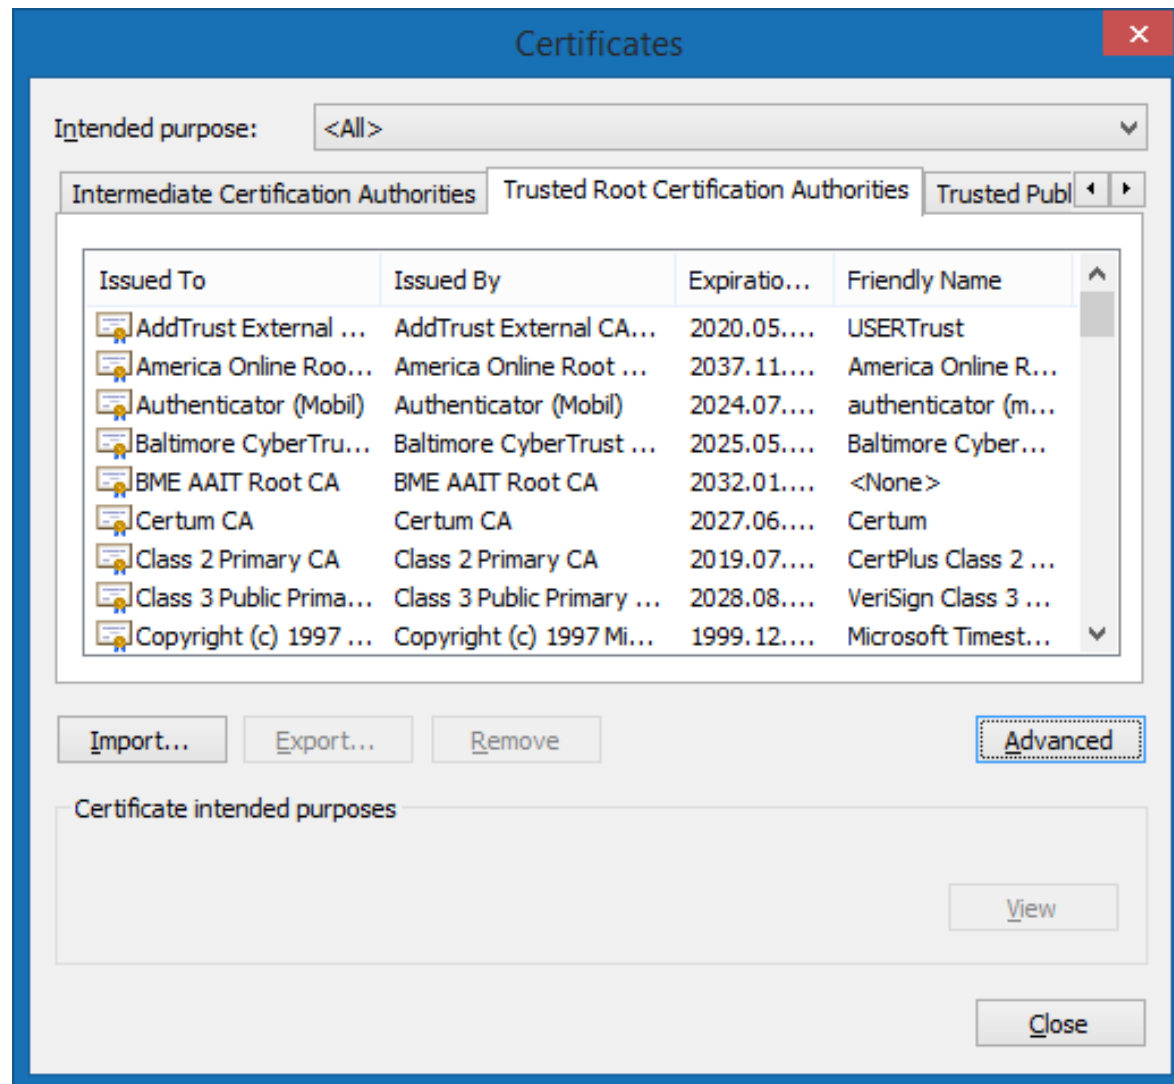 Certificates
Intended purpose: <All>
Intermediate Certification Authorities Trusted Root Certification Authorities Trusted Publ
Issued To Issued By Expiratio... Friendly Name
AddTrust External ... AddTrust External CA... 2020.05.... USERTrust
America Online Roo... America Online Root ... 2037.11.... America Online R...
Authenticator (Mobil) Authenticator (Mobil) 2024.07.... authenticator (m...
Baltimore CyberTru... Baltimore CyberTrust ... 2025.05.... Baltimore Cyber...
BME AAIT Root CA BME AAIT Root CA 2032.01.... <None>
Certum CA Certum CA 2027.06.... Certum
Class 2 Primary CA Class 2 Primary CA 2019.07.... CertPlus Class 2 ...
Class 3 Public Prima... Class 3 Public Primary ... 2028.08.... VeriSign Class 3 ...
Copyright (c) 1997 ... Copyright (c) 1997 Mi... 1999.12.... Microsoft Timest...
Import... Export... Remove Advanced
Certificate intended purposes
View
Close